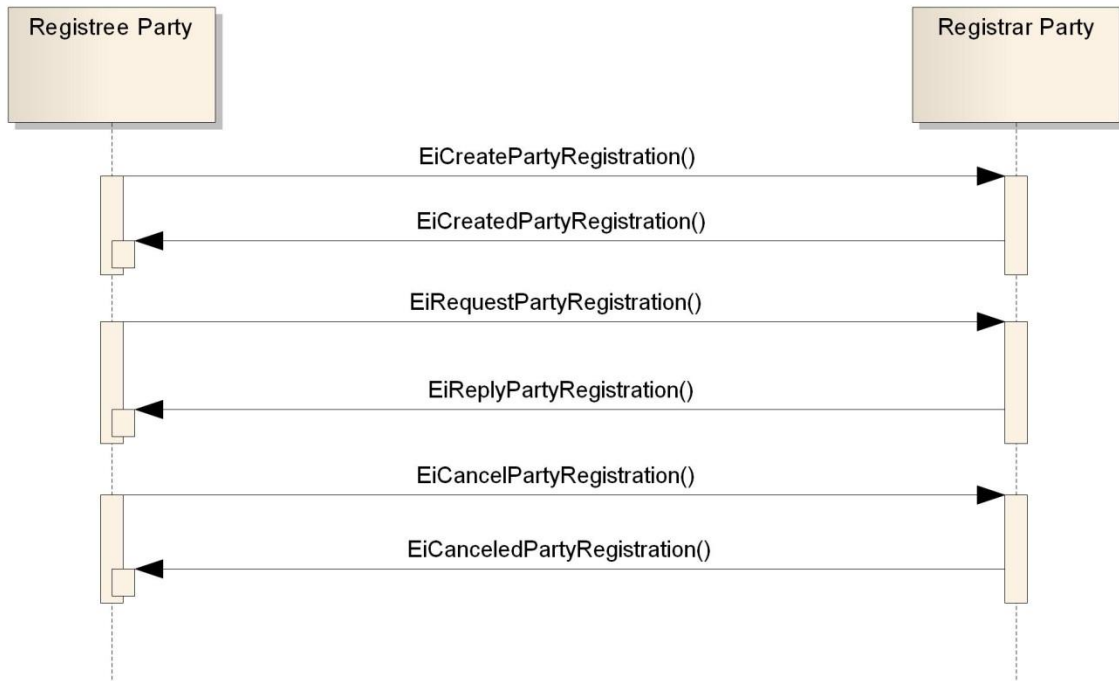 Registree Party
Registrar Party
EiCreatePartyRegistration()
EiCreatedPartyRegistration()
EiRequestPartyRegistration()
EiReplyPartyRegistration()
EiCancelPartyRegistration()
EiCanceledPartyRegistration()